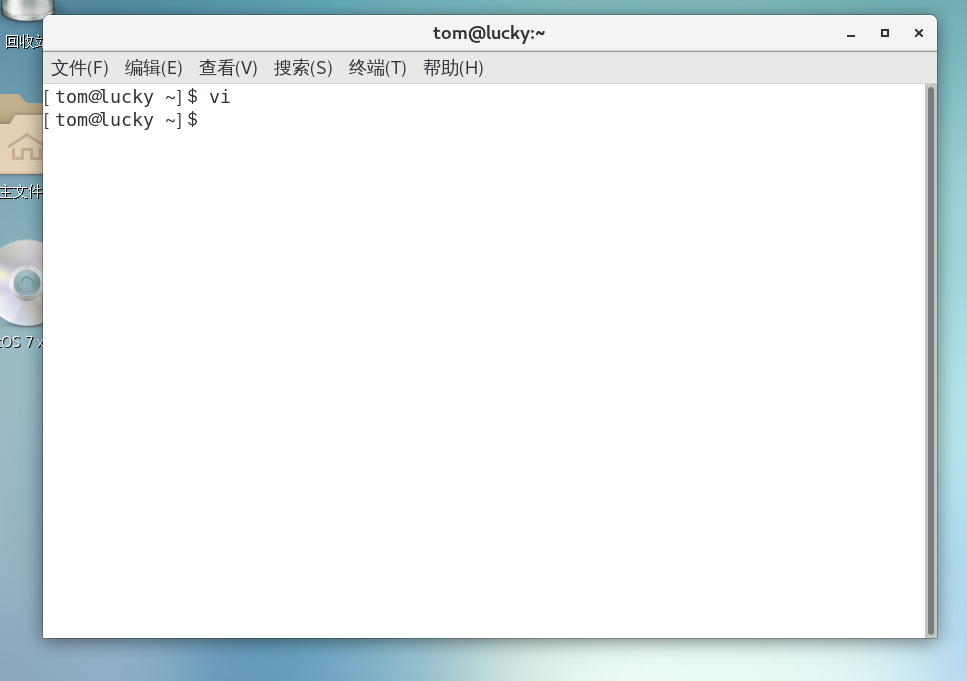 tom@lucky:~
文件(F) 编辑(E) 查看(V) 搜索(S) 终端(T) 帮助(H)
[tom@lucky ~]$ vi
[tom@lucky ~]$
回收站
主文件
OS 7